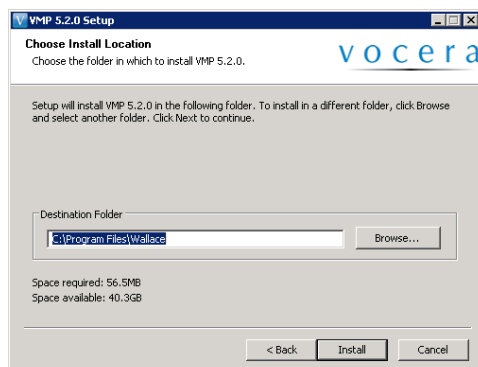 VMP 5.2.0 Setup
Choose Install Location
Choose the folder in which to install VMP 5.2.0.
vocera
Setup will install VMP 5.2.0 in the following folder. To install in a different folder, click Browse
and select another folder. Click Next to continue.
Destination Folder
C:\Program Files\Wallace
Browse...
Space required: 56.5MB
Space available: 40.3GB
< Back
Install
Cancel